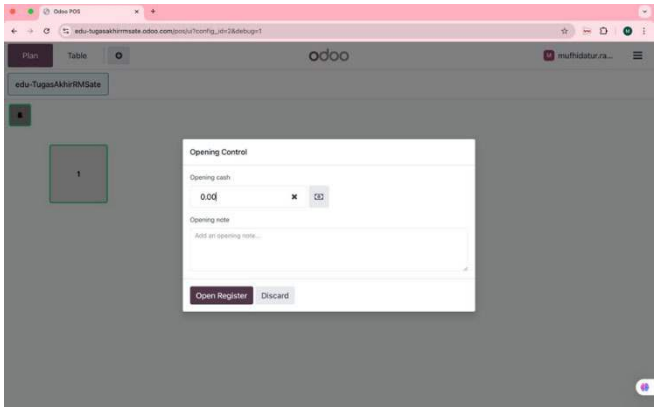 Odoo POS
edu-tugasakhirrmsate.odoo.com/pos/ui?config_id=2&debug=1
Plan Table odoo mufhidatur.ra...
edu-TugasAkhirRMSate
1
Opening Control
Opening cash
0.00
Opening note
Add an opening note...
Open Register Discard